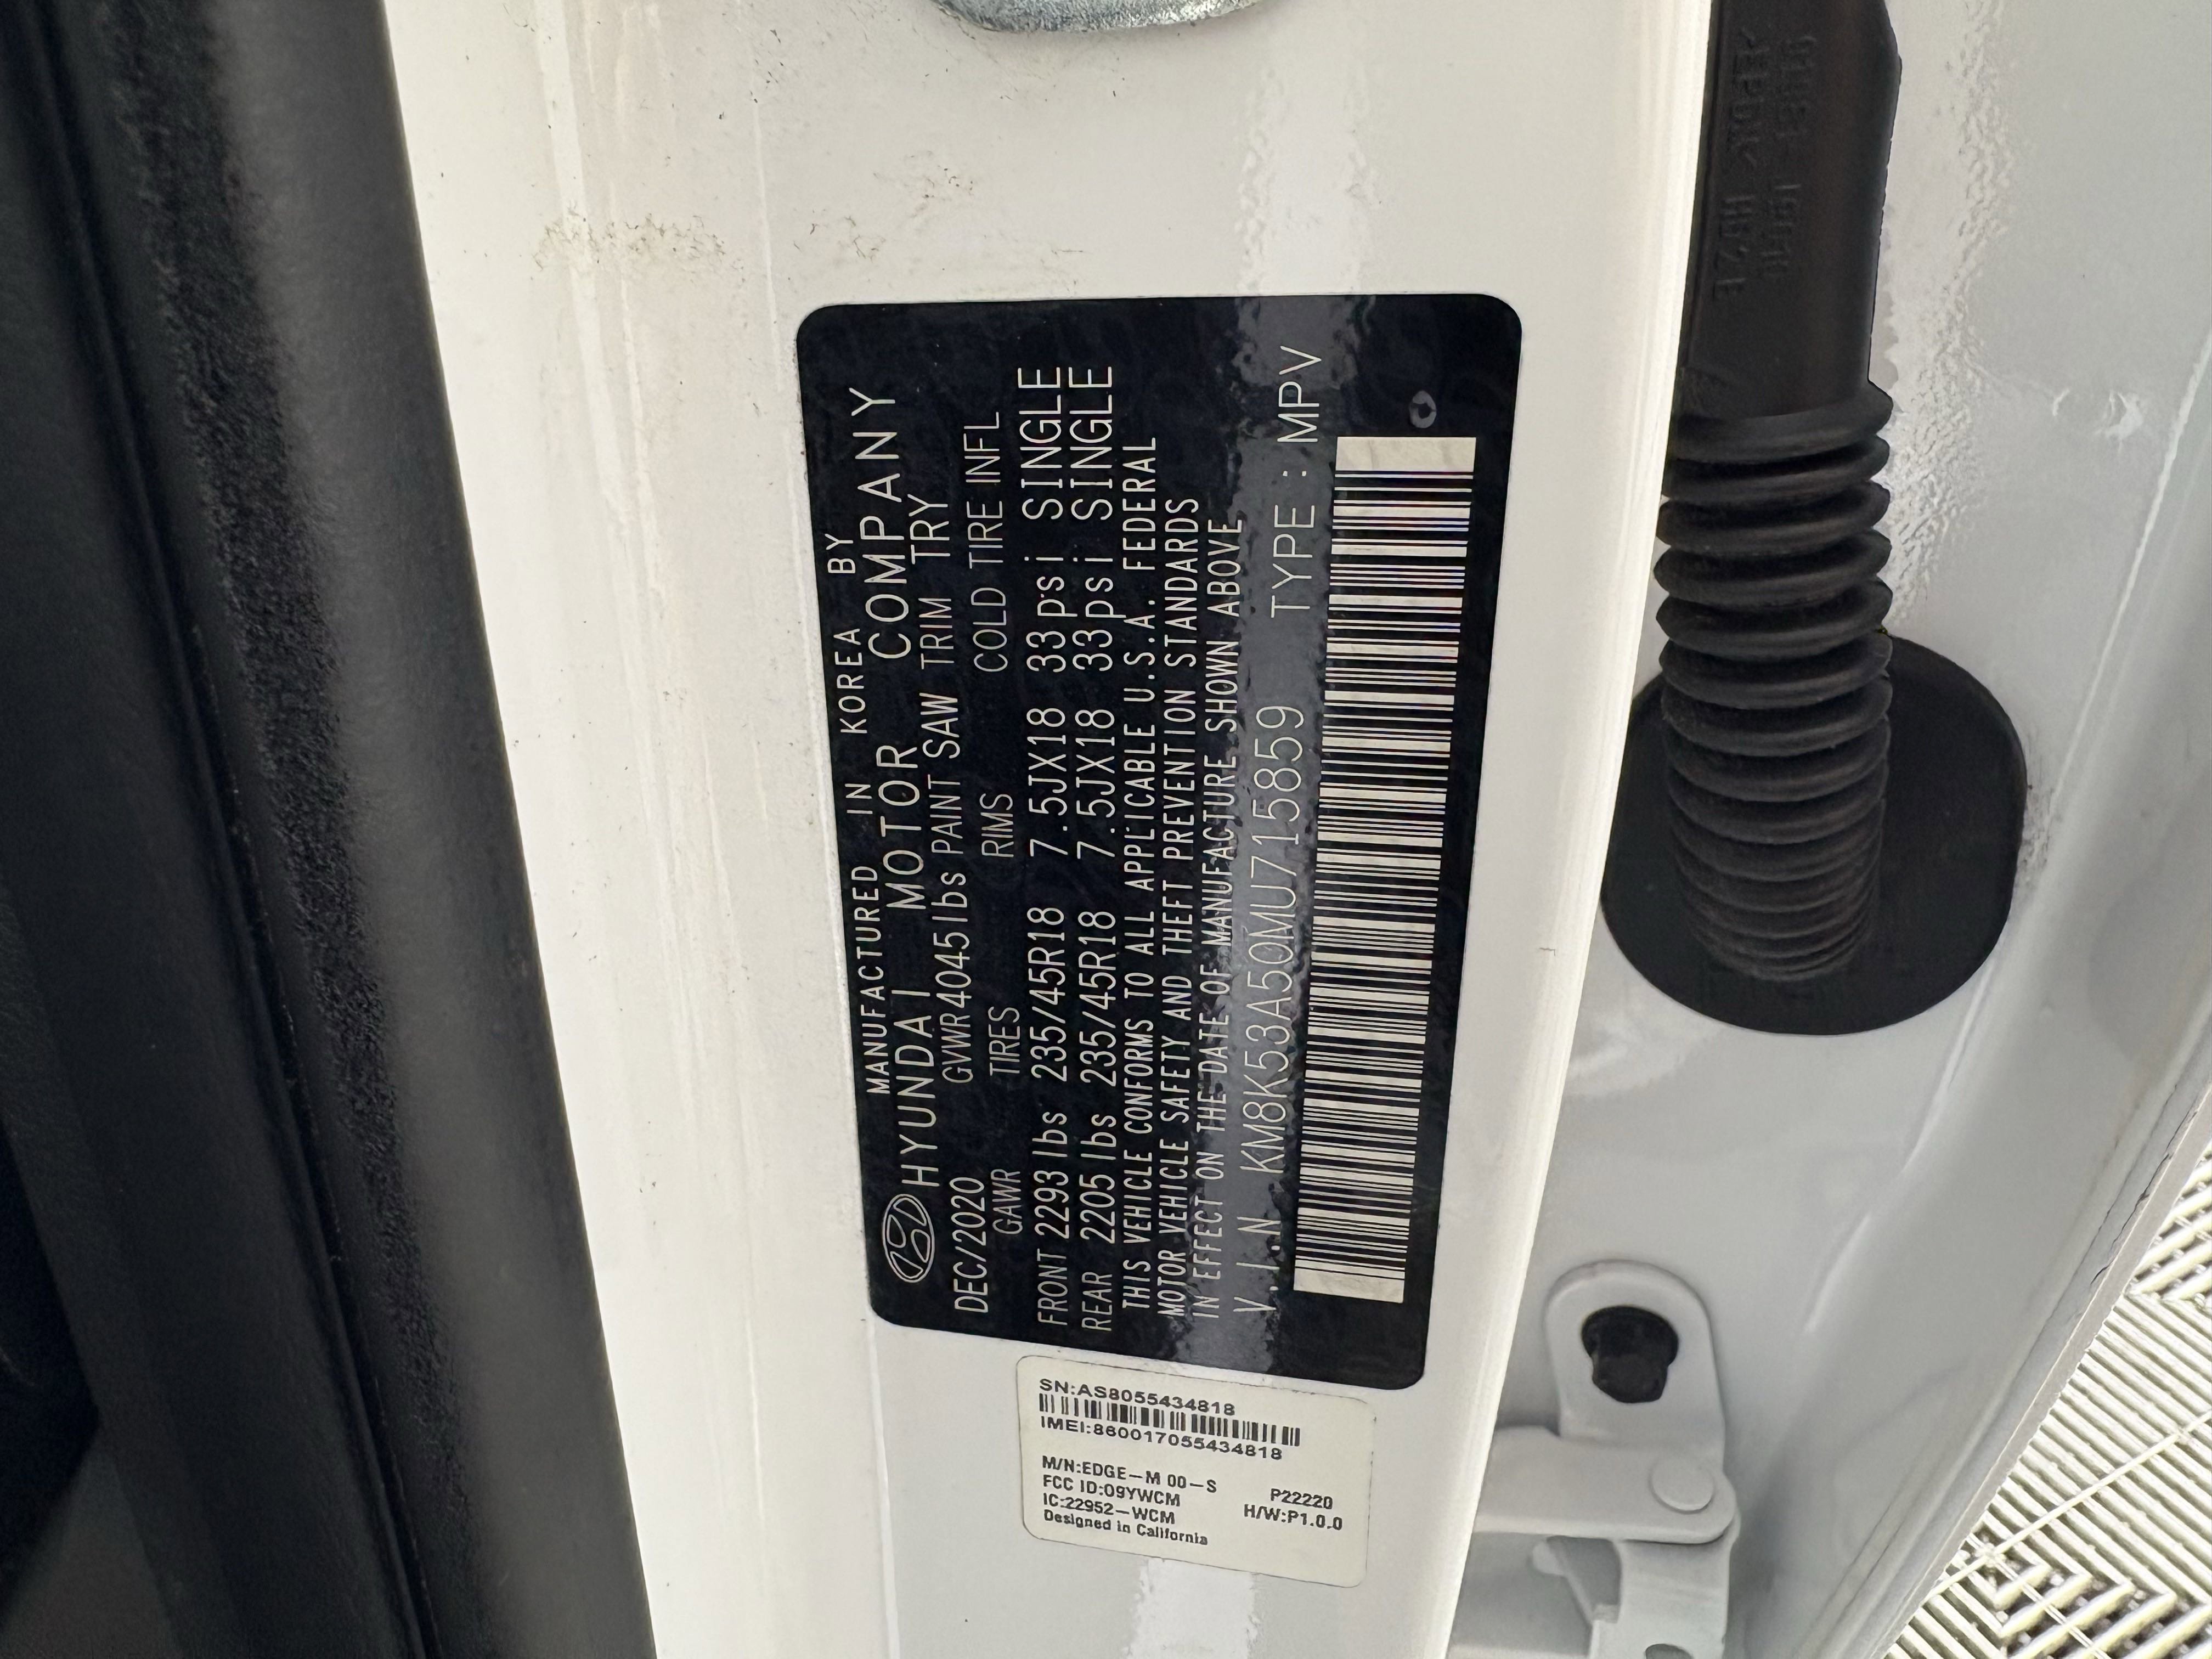 MANUFACTURED IN KOREA BY
HYUNDAI MOTOR COMPANY
DEC/2020 GVWR4045lbs PAINT SAW TRIM TRY
GAWR TIRES RIMS COLD TIRE INFL
FRONT 2293lbs 235/45R18 7.5JX18 33psi SINGLE
REAR 2205lbs 235/45R18 7.5JX18 33psi SINGLE
THIS VEHICLE CONFORMS TO ALL APPLICABLE U.S.A. FEDERAL
MOTOR VEHICLE SAFETY AND THEFT PREVENTION STANDARDS
IN EFFECT ON THE DATE OF MANUFACTURE SHOWN ABOVE
V.I.N KM8K53A50MU715859 TYPE : MPV
SN:AS8055434818
IMEI:860017055434818
M/N:EDGE-M 00-S P22220
FCC ID:09YWCM H/W:P1.0.0
IC:22952-WCM
Designed in California